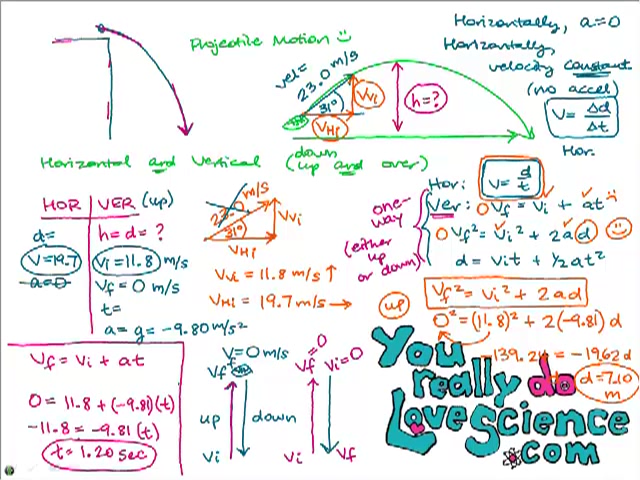 Projectile Motion
Horizontally, a=0
Horizontally,
velocity constant
(no accel)
V = Δd/Δt
Hor.
vel = 23.0 m/s
31°
Vvi
VHi
h=?
Horizontal and Vertical (up and over)
down
HOR VER (up)
d= h=d=?
V=19.7 Vi=11.8 m/s
a=0 Vf=0 m/s
t=
a=g=-9.80 m/s²
23.0 m/s
31°
Vvi
VHi
Vvi = 11.8 m/s ↑
VHi = 19.7 m/s →
one-way
(either up
or down)
Hor: V = d/t
Ver: 0 Vf = Vi + at
0 Vf² = Vi² + 2ad
d = Vit + 1/2at²
up
Vf² = Vi² + 2ad
0² = (11.8)² + 2(-9.81)d
-139.24 = -19.62d
d=7.10
m
Vf = Vi + at
0 = 11.8 + (-9.81)(t)
-11.8 = -9.81(t)
t = 1.20 sec
V=0 m/s
Vf
up
down
Vi
=0
Vf Vi=0
Vi Vf
You
really do
Love Science
.com